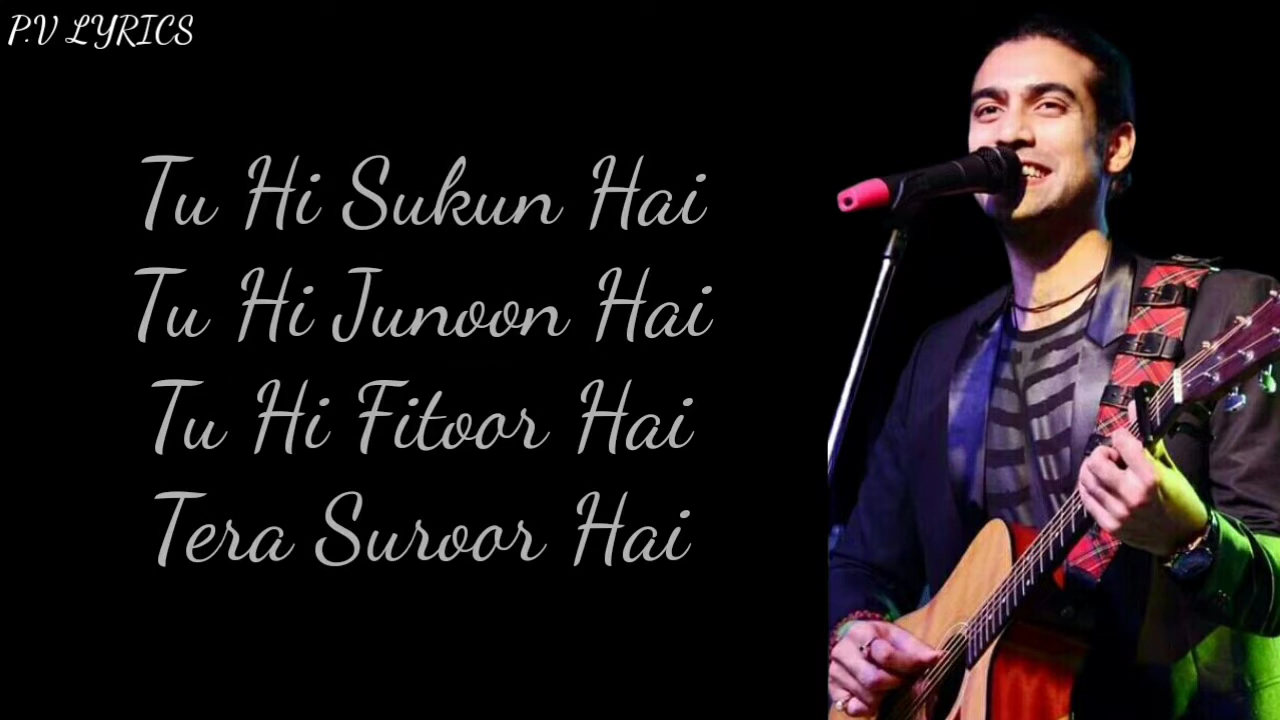 P.V LYRICS
Tu Hi Sukun Hai
Tu Hi Junoon Hai
Tu Hi Fitoor Hai
Tera Suroor Hai